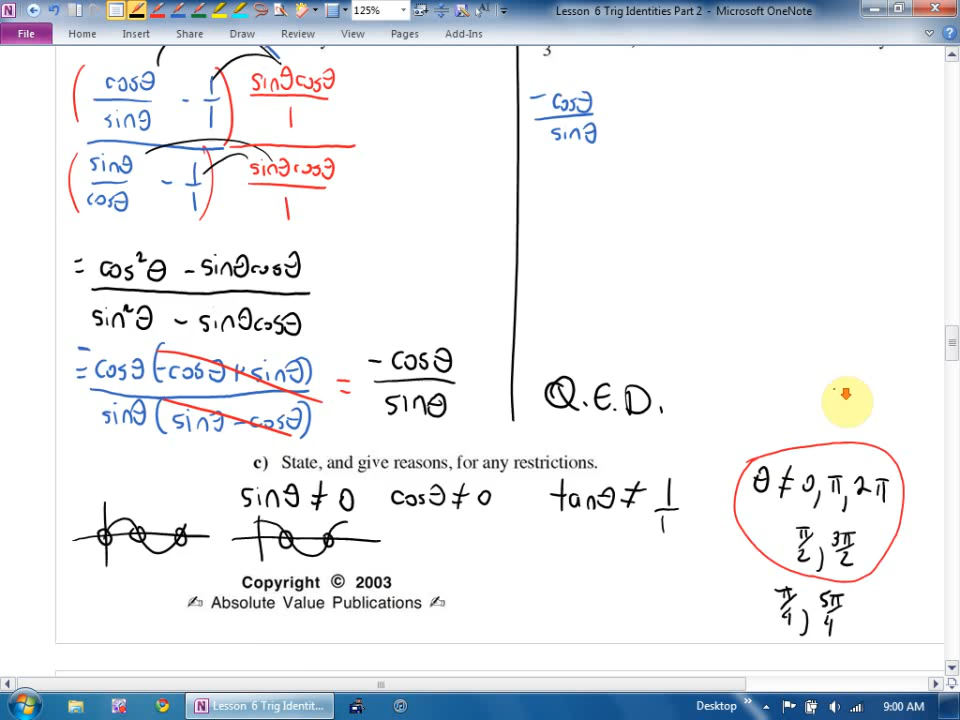 125%
Lesson 6 Trig Identities Part 2 - Microsoft OneNote
File Home Insert Share Draw Review View Pages Add-Ins
3
( cosθ/sinθ - 1/1 ) sinθcosθ/1
( sinθ/cosθ - 1/1 ) sinθcosθ/1
-cosθ/sinθ
= cos²θ - sinθcosθ
sin²θ - sinθcosθ
= -cosθ(-cosθ + sinθ) = -cosθ
sinθ(sinθ - cosθ) sinθ
Q.E.D.
c) State, and give reasons, for any restrictions.
sinθ ≠ 0 cosθ ≠ 0 tanθ ≠ 1/1
θ ≠ 0, π, 2π
π/2, 3π/2
π/4, 5π/4
Copyright © 2003
✍ Absolute Value Publications ✍
Lesson 6 Trig Identit...
Desktop
9:00 AM